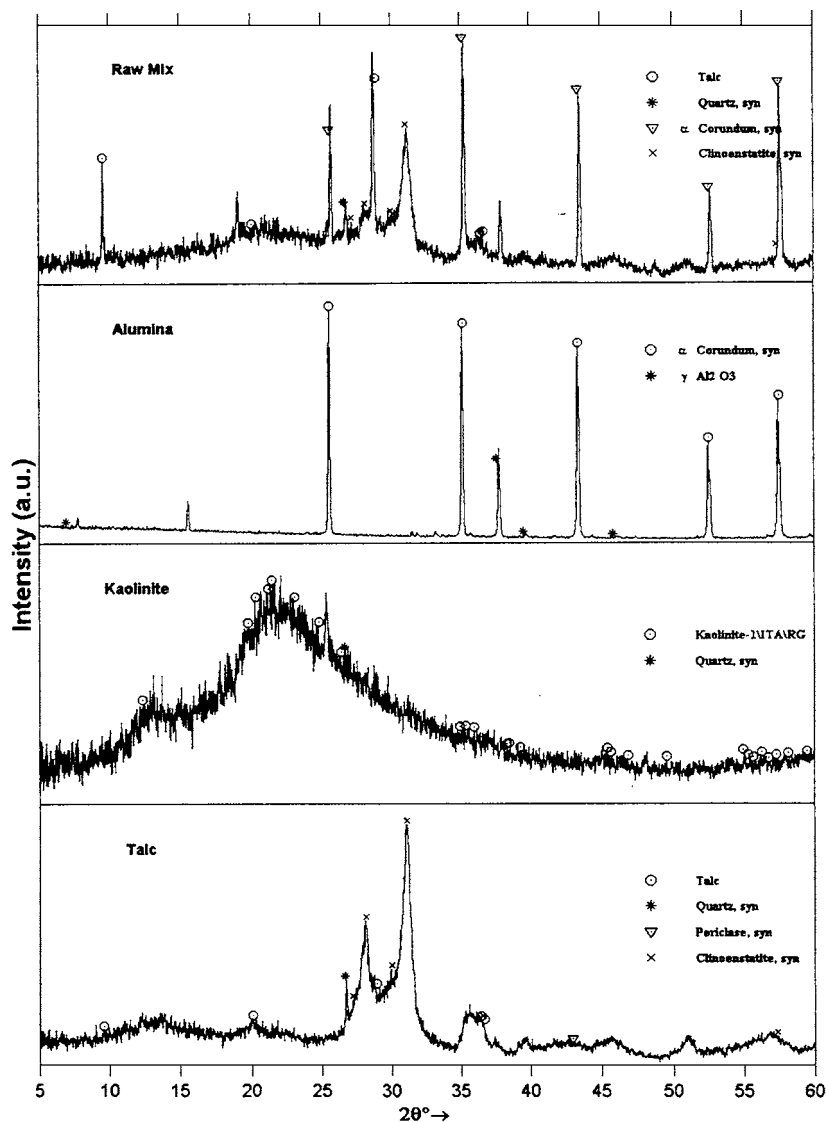 Raw Mix
Talc
Quartz, syn
α Corundum, syn
Clinoenstatite, syn
Alumina
α Corundum, syn
γ Al2 O3
Intensity (a.u.)
Kaolinite
Kaolinite-1\ITA\RG
Quartz, syn
Talc
Talc
Quartz, syn
Periclase, syn
Clinoenstatite, syn
5 10 15 20 25 30 35 40 45 50 55 60
2θ°→